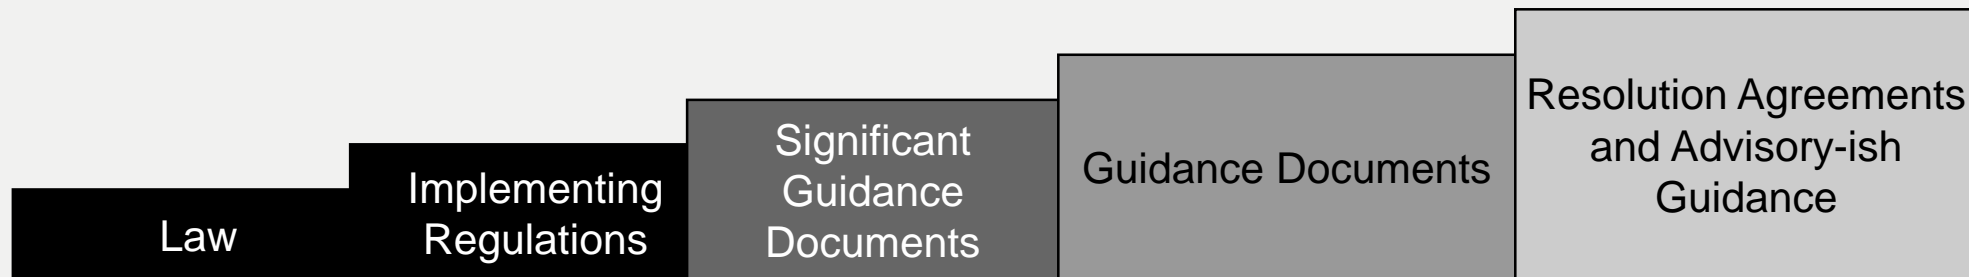 Law
Implementing
Regulations
Significant
Guidance
Documents
Guidance Documents
Resolution Agreements
and Advisory-ish
Guidance